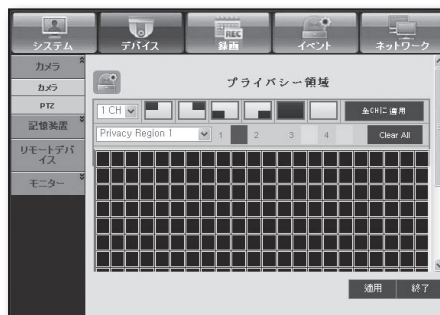 システム デバイス 録画 イベント ネットワーク
REC
カメラ
カメラ
PTZ
記憶装置
リモートデバ
イス
モニター
プライバシー領域
1 CH
全CHに適用
Privacy Region 1
1 2 3 4
Clear All
適用 終了